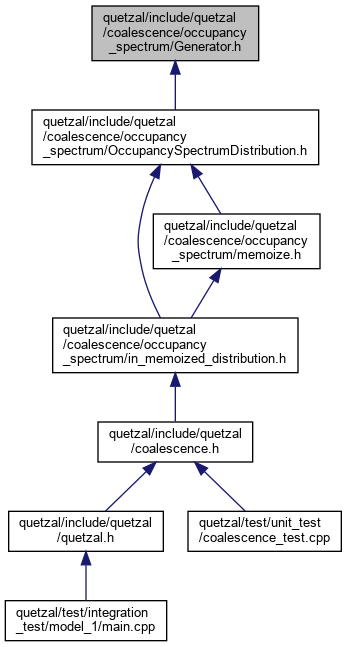 quetzal/include/quetzal
/coalescence/occupancy
_spectrum/Generator.h
quetzal/include/quetzal
/coalescence/occupancy
_spectrum/OccupancySpectrumDistribution.h
quetzal/include/quetzal
/coalescence/occupancy
_spectrum/memoize.h
quetzal/include/quetzal
/coalescence/occupancy
_spectrum/in_memoized_distribution.h
quetzal/include/quetzal
/coalescence.h
quetzal/include/quetzal
/quetzal.h
quetzal/test/unit_test
/coalescence_test.cpp
quetzal/test/integration
_test/model_1/main.cpp